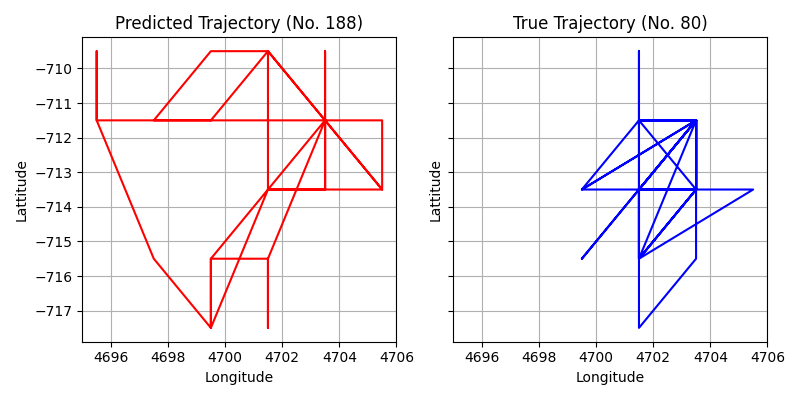 Predicted Trajectory (No. 188)
True Trajectory (No. 80)
Lattitude
−710
−711
−712
−713
−714
−715
−716
−717
4696 4698 4700 4702 4704 4706
Longitude
Lattitude
4696 4698 4700 4702 4704 4706
Longitude